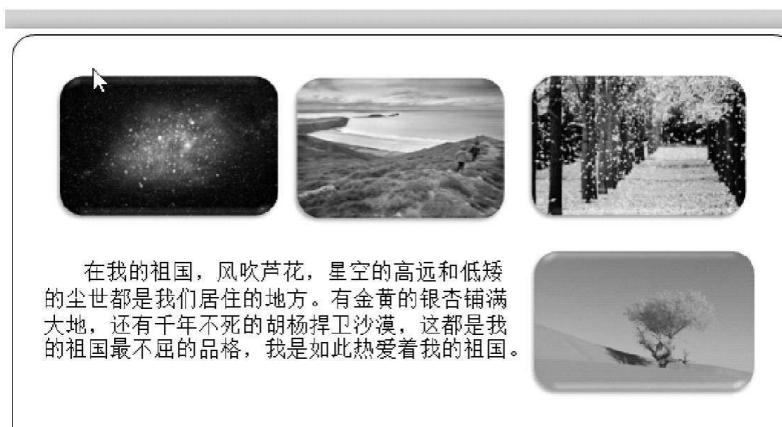 在我的祖国，风吹芦花，星空的高远和低矮
的尘世都是我们居住的地方。有金黄的银杏铺满
大地，还有千年不死的胡杨捍卫沙漠，这都是我
的祖国最不屈的品格，我是如此热爱着我的祖国。